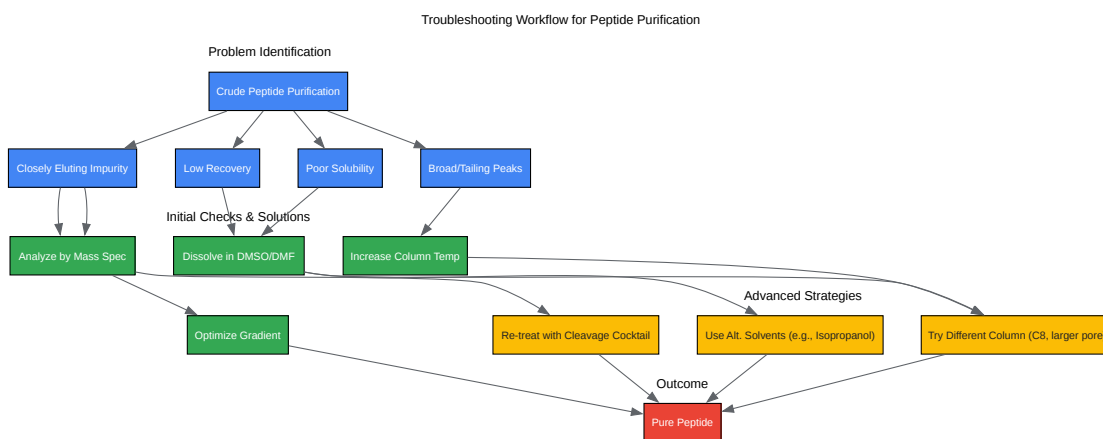 Troubleshooting Workflow for Peptide Purification
Problem Identification
Crude Peptide Purification
Closely Eluting Impurity
Low Recovery
Poor Solubility
Broad/Tailing Peaks
Initial Checks & Solutions
Analyze by Mass Spec
Dissolve in DMSO/DMF
Increase Column Temp
Advanced Strategies
Optimize Gradient
Re-treat with Cleavage Cocktail
Use Alt. Solvents (e.g., Isopropanol)
Try Different Column (C8, larger pore
Outcome
Pure Peptide